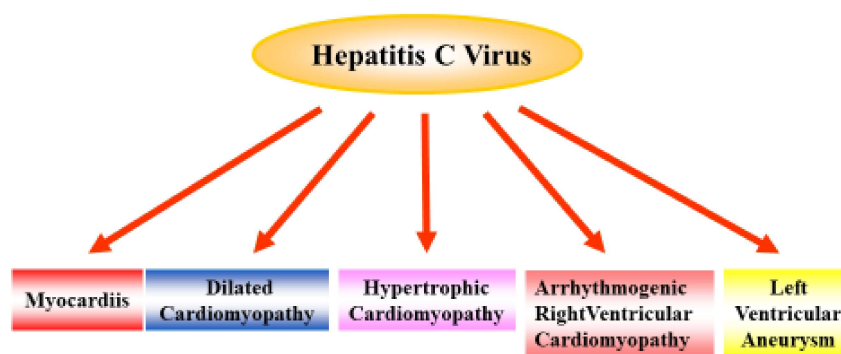 Hepatitis C Virus
Myocardiis
Dilated
Cardiomyopathy
Hypertrophic
Cardiomyopathy
Arrhythmogenic
RightVentricular
Cardiomyopathy
Left
Ventricular
Aneurysm